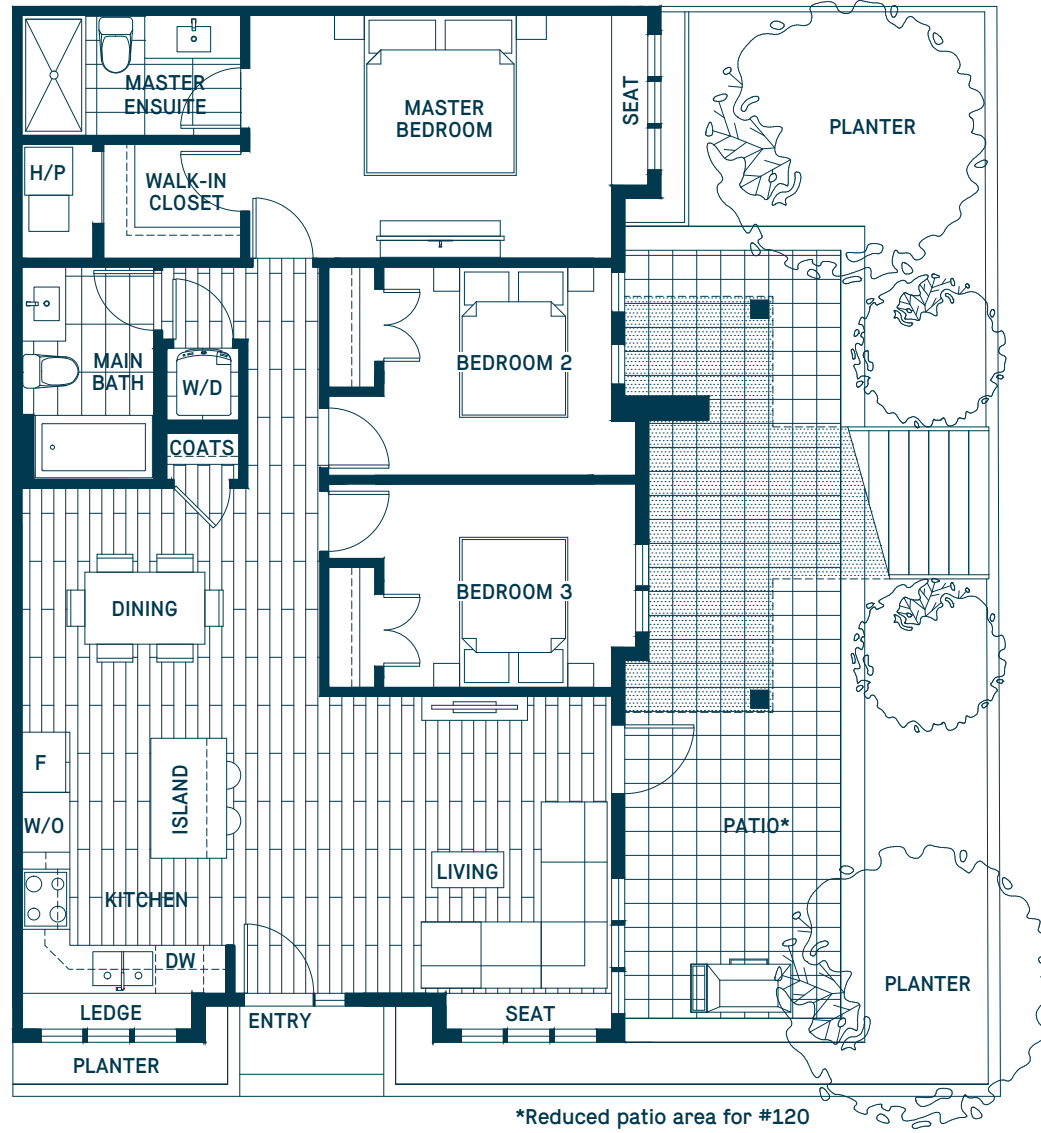 MASTER
ENSUITE
MASTER
BEDROOM
SEAT
PLANTER
H/P
WALK-IN
CLOSET
MAIN
BATH
W/D
BEDROOM 2
COATS
BEDROOM 3
DINING
F
ISLAND
W/O
PATIO*
LIVING
KITCHEN
DW
PLANTER
LEDGE
ENTRY
SEAT
PLANTER
*Reduced patio area for #120